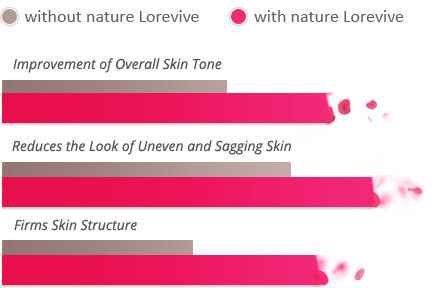 without nature Lorevive
with nature Lorevive
Improvement of Overall Skin Tone
Reduces the Look of Uneven and Sagging Skin
Firms Skin Structure